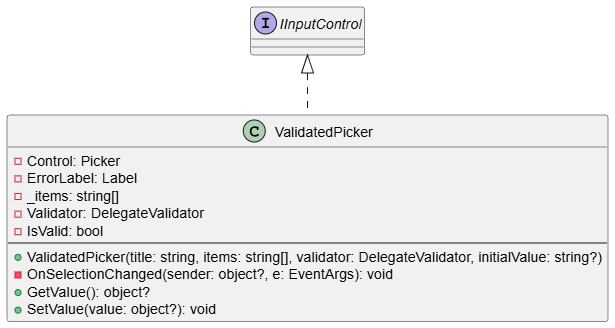 I IInputControl
C ValidatedPicker
Control: Picker
ErrorLabel: Label
_items: string[]
Validator: DelegateValidator
IsValid: bool
ValidatedPicker(title: string, items: string[], validator: DelegateValidator, initialValue: string?)
OnSelectionChanged(sender: object?, e: EventArgs): void
GetValue(): object?
SetValue(value: object?): void